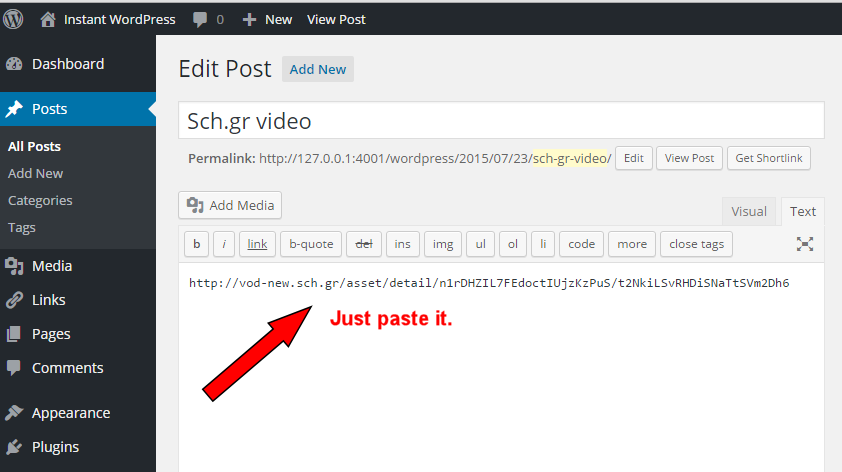 Instant WordPress 0 New View Post
Dashboard
Posts
All Posts
Add New
Categories
Tags
Media
Links
Pages
Comments
Appearance
Plugins
Edit Post Add New
Sch.gr video
Permalink: http://127.0.0.1:4001/wordpress/2015/07/23/sch-gr-video/ Edit View Post Get Shortlink
Add Media Visual Text
b i link b-quote del ins img ul ol li code more close tags
http://vod-new.sch.gr/asset/detail/n1rDHZIL7FEdoctIUjzKzPuS/t2NkiLSvRHDiSNaTtSVm2Dh6
Just paste it.